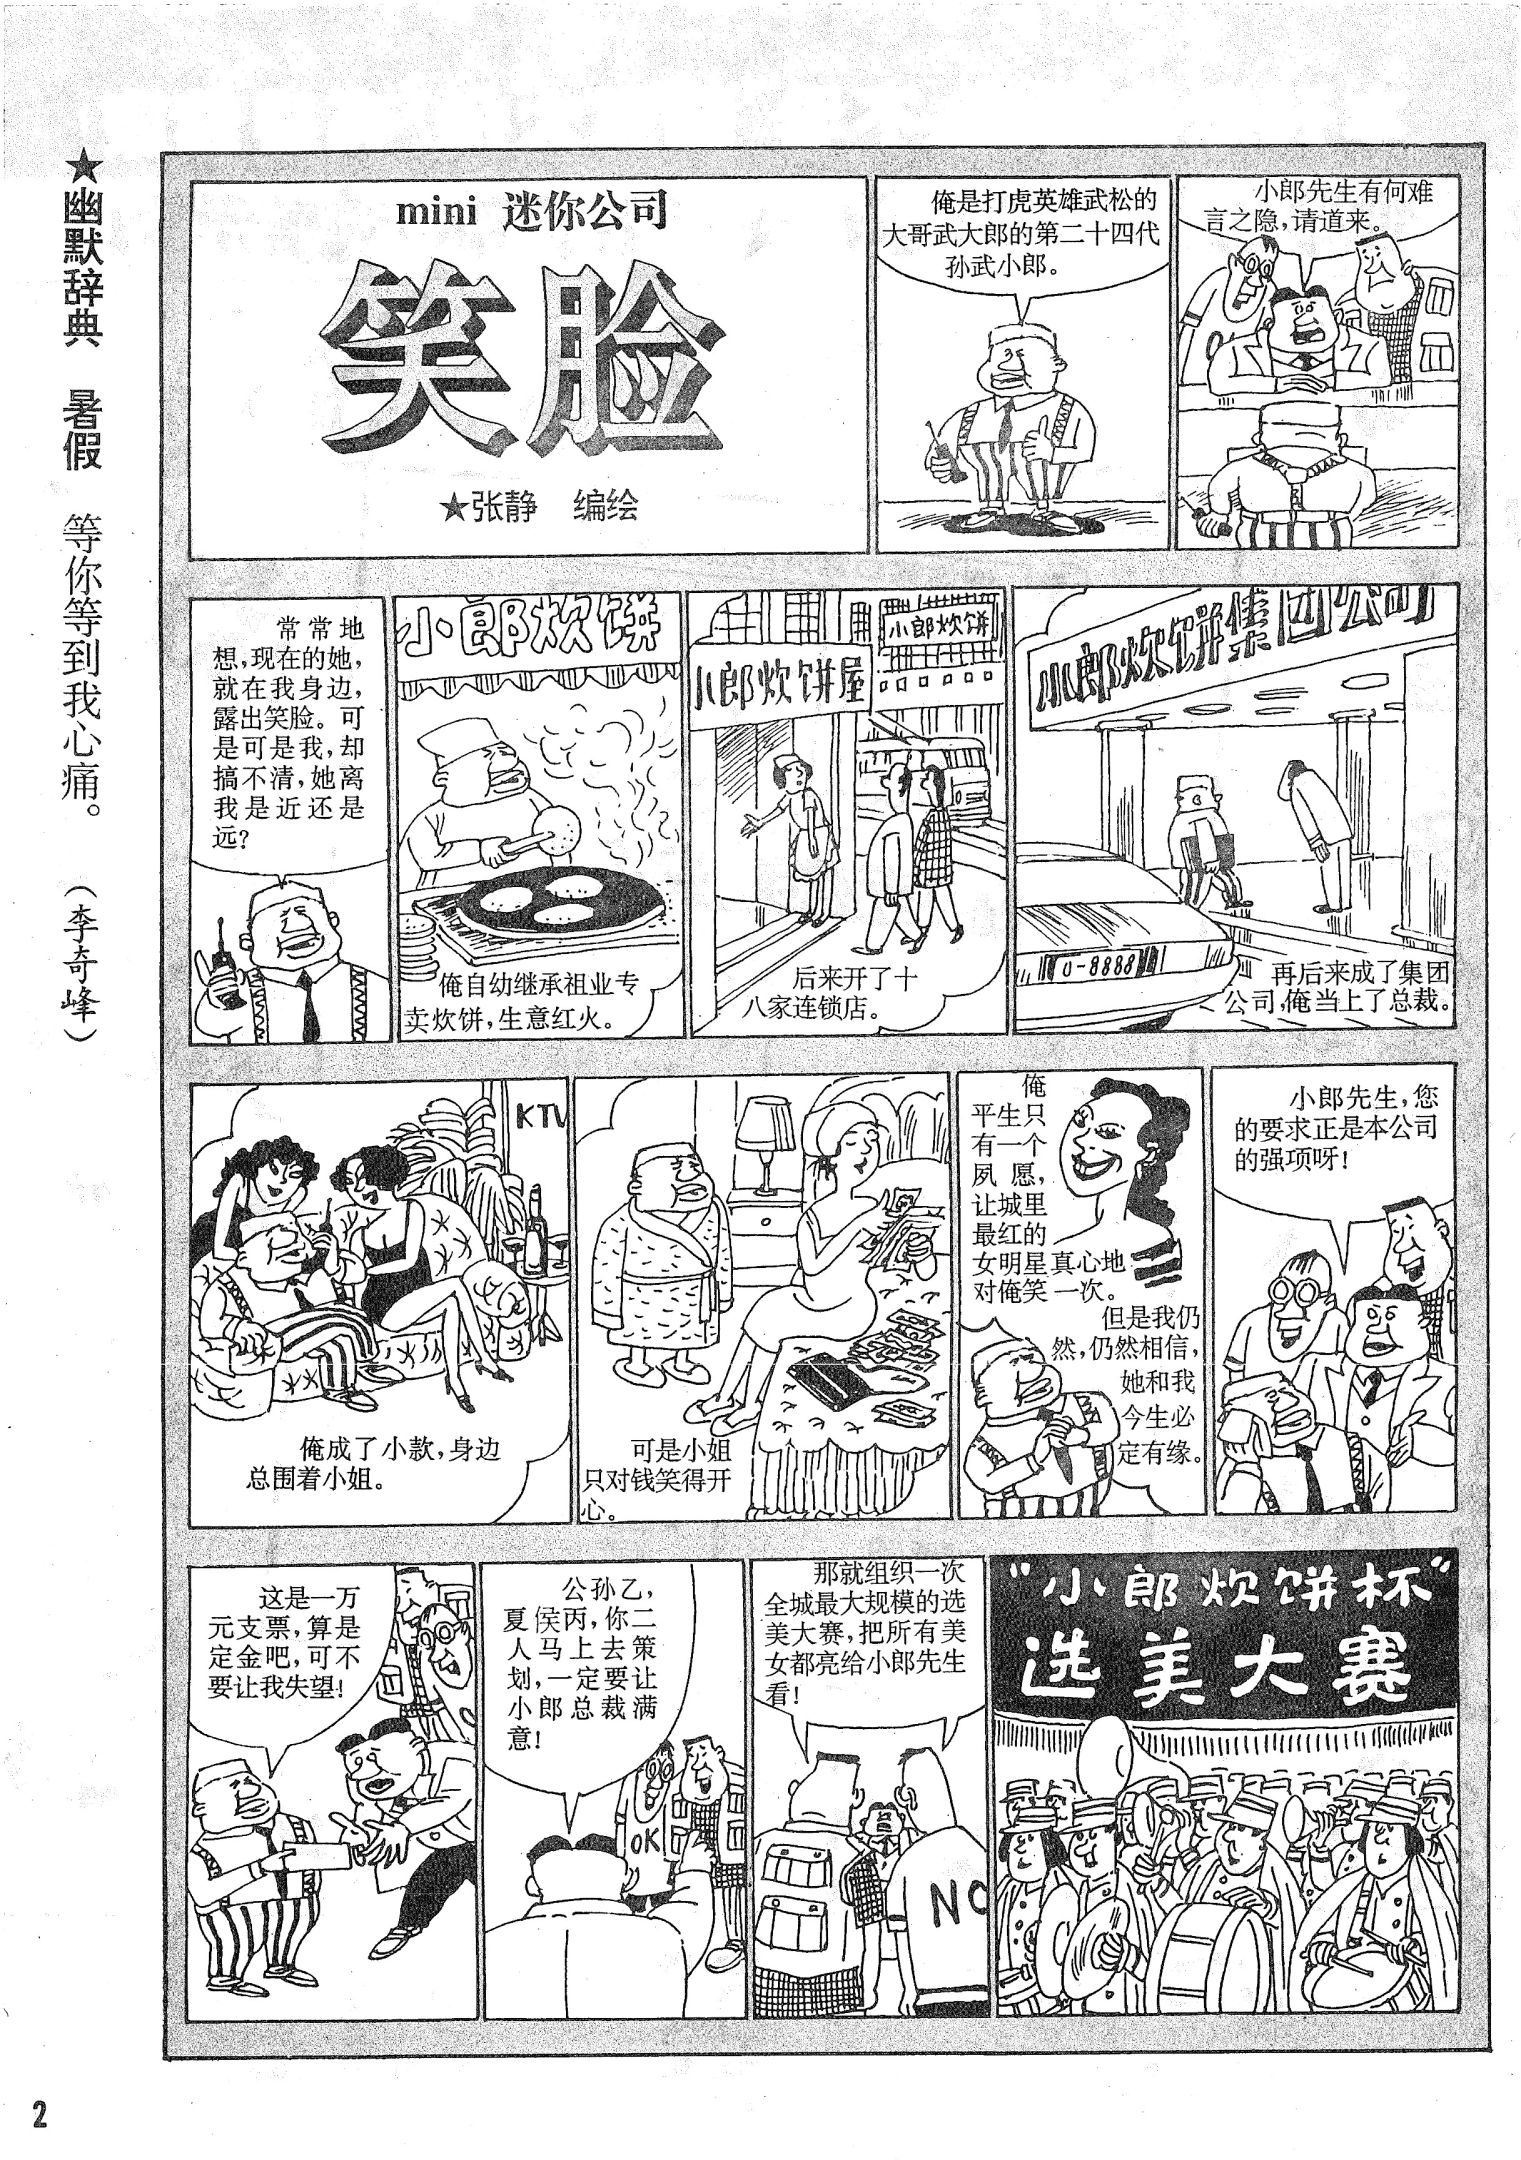 ★幽默辞典 暑假 等你等到我心痛。 (李奇峰)
mini 迷你公司
笑脸
★张静 编绘
俺是打虎英雄武松的
大哥武大郎的第二十四代
孙武小郎。
小郎先生有何难
言之隐,请道来。
常常地
想,现在的她,
就在我身边,
露出笑脸。可
是可是我,却
搞不清,她离
我是近还是
远?
小郎炊饼
俺自幼继承祖业专
卖炊饼,生意红火。
小郎炊饼
小郎炊饼屋
后来开了十
八家连锁店。
小郎炊饼集团公司
0-8888
再后来成了集团
公司,俺当上了总裁。
KTV
俺成了小款,身边
总围着小姐。
可是小姐
只对钱笑得开
心。
俺
平生只
有一个
夙愿,
让城里
最红的
女明星真心地
对俺笑一次。
但是我仍
然,仍然相信,
她和我
今生必
定有缘。
小郎先生,您
的要求正是本公司
的强项呀!
这是一万
元支票,算是
定金吧,可不
要让我失望!
公孙乙,
夏侯丙,你二
人马上去策
划,一定要让
小郎总裁满
意!
OK
那就组织一次
全城最大规模的选
美大赛,把所有美
女都亮给小郎先生
看!
NO
“小郎炊饼杯”
选美大赛
2